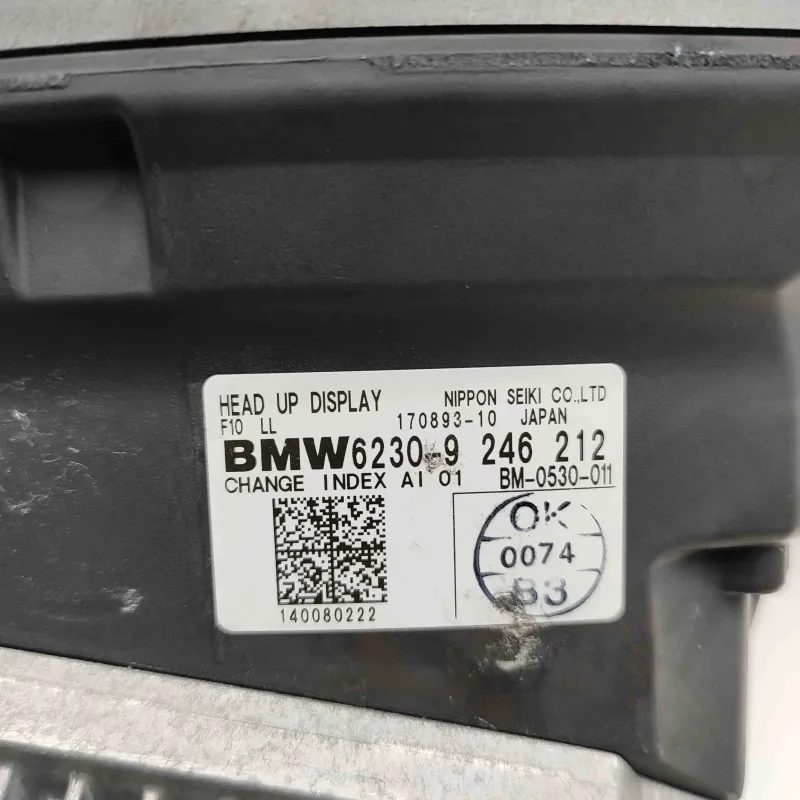 HEAD UP DISPLAY NIPPON SEIKI CO.,LTD
F10 LL 170893-10 JAPAN
BMW6230-9 246 212
CHANGE INDEX AI 01 BM-0530-011
OK
0074
B3
140080222